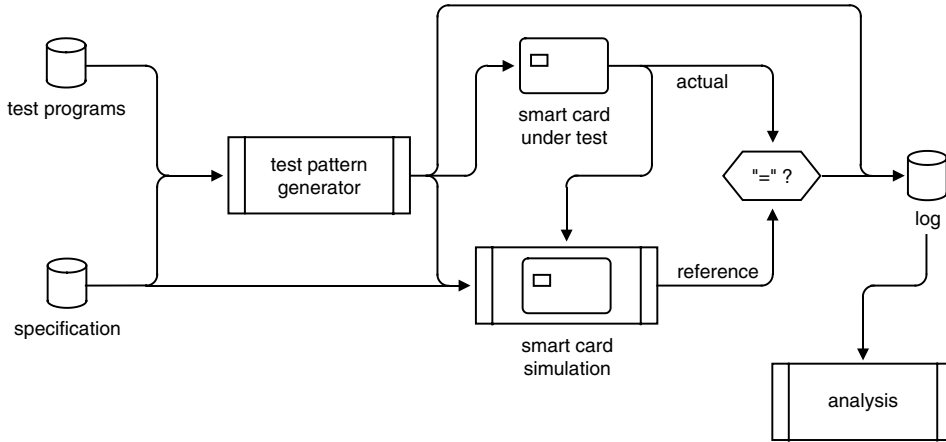 test programs
smart card
under test
actual
test pattern
generator
"=" ?
log
specification
reference
smart card
simulation
analysis